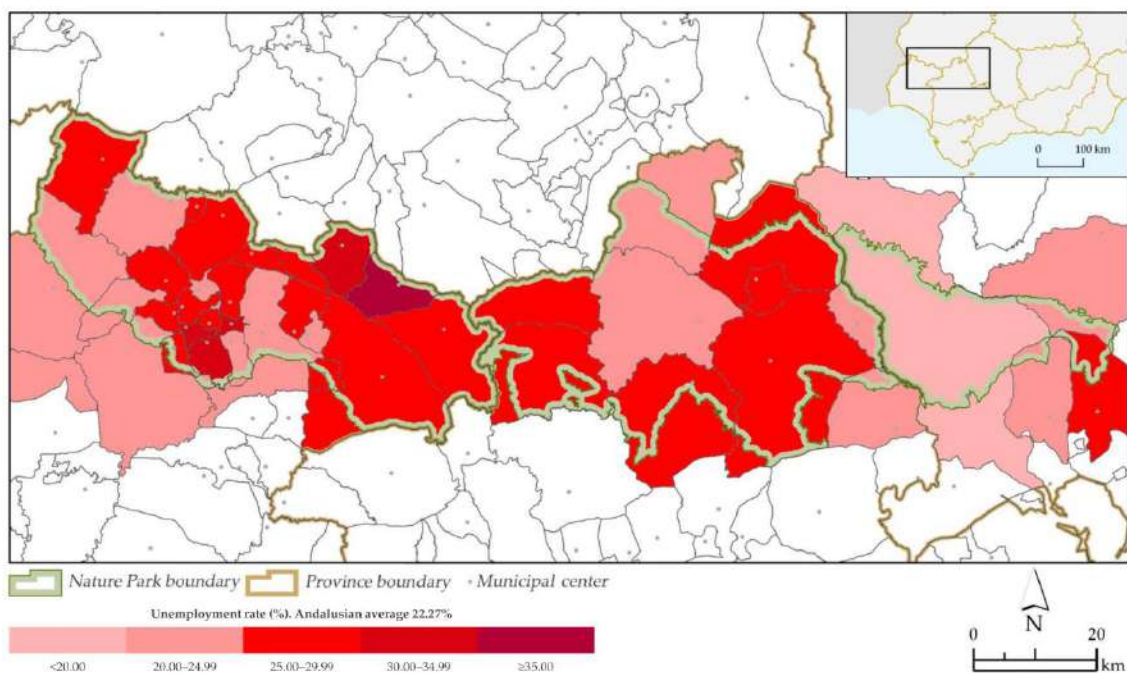 0 100 km
Nature Park boundary Province boundary Municipal center
Unemployment rate (%). Andalusian average 22.27%
<20.00 20.00–24.99 25.00–29.99 30.00–34.99 ≥35.00
N
0 20
km